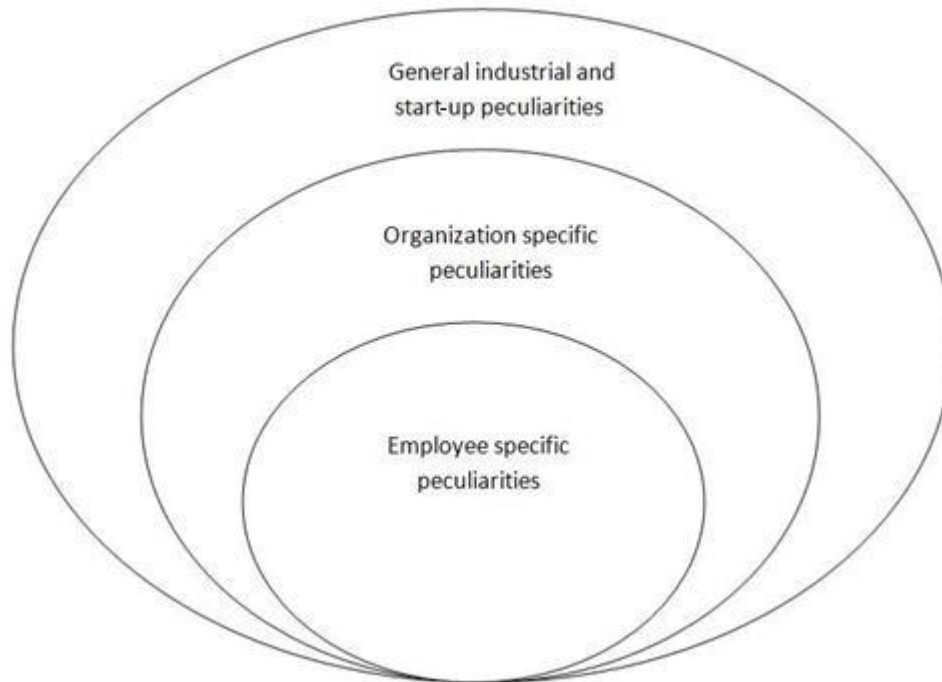 General industrial and
start-up peculiarities
Organization specific
peculiarities
Employee specific
peculiarities